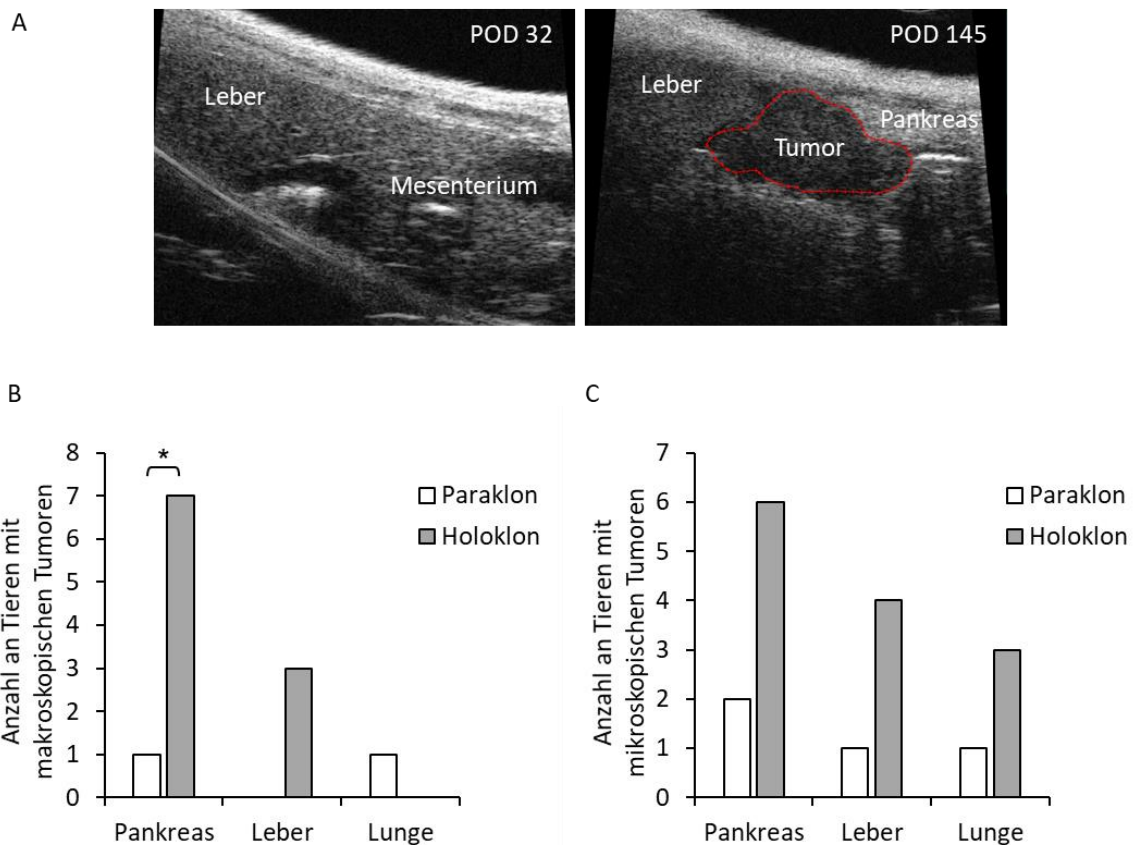 A
POD 32
Leber
Mesenterium
POD 145
Leber
Pankreas
Tumor
B
Anzahl an Tieren mit
makroskopischen Tumoren
8
7
6
5
4
3
2
1
0
*
Paraklon
Holoklon
Pankreas Leber Lunge
C
Anzahl an Tieren mit
mikroskopischen Tumoren
7
6
5
4
3
2
1
0
Paraklon
Holoklon
Pankreas Leber Lunge